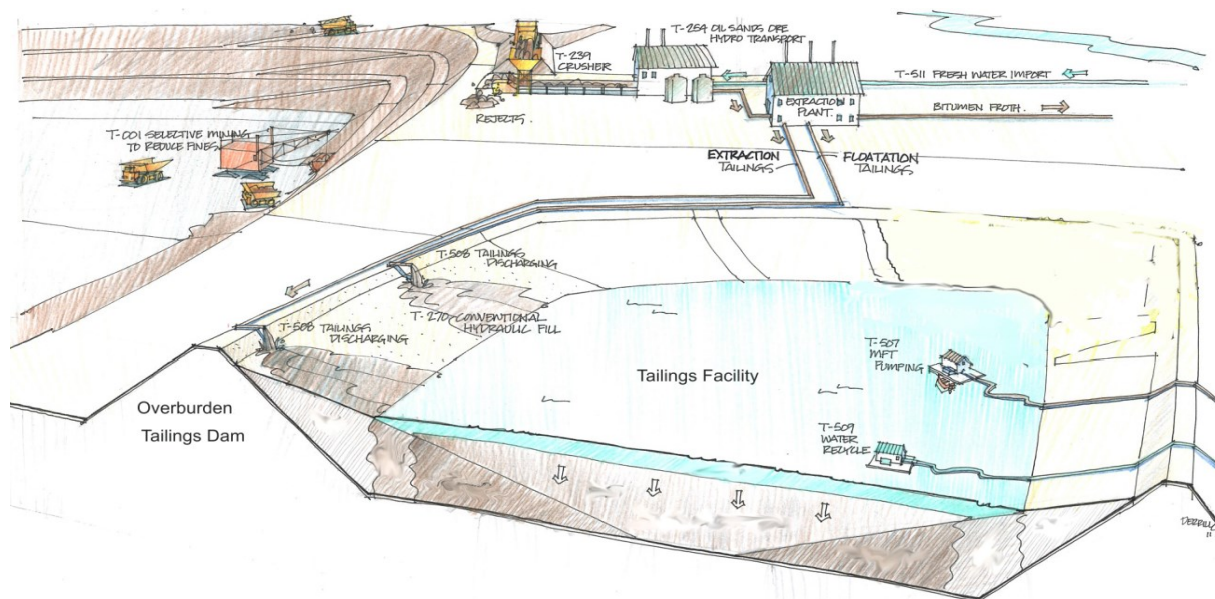 T-254 OIL SANDS ORE
HYDRO TRANSPORT
T-239
CRUSHER
T-511 FRESH WATER IMPORT
EXTRACTION
PLANT.
BITUMEN FROTH.
REJECTS.
T-001 SELECTIVE MINING
TO REDUCE FINES
EXTRACTION
TAILINGS
FLOATATION
TAILINGS
T-508 TAILINGS
DISCHARGING
T-270 CONVENTIONAL
HYDRAULIC FILL
T-508 TAILINGS
DISCHARGING
T-507
MFT
PUMPING
Tailings Facility
Overburden
Tailings Dam
T-509
WATER
RECYCLE
11